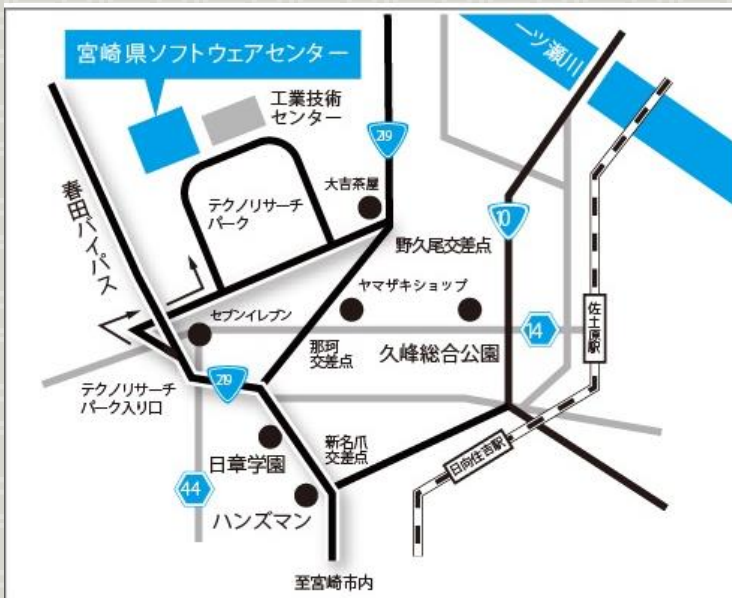 宮崎県ソフトウェアセンター
一ツ瀬川
工業技術
センター
219
大吉茶屋
春田バイパス
テクノリサーチ
パーク
10
野久尾交差点
ヤマザキショップ
セブンイレブン
14
佐土原駅
那珂
交差点
久峰総合公園
219
テクノリサーチ
パーク入り口
新名爪
交差点
日向住吉駅
日章学園
44
ハンズマン
至宮崎市内